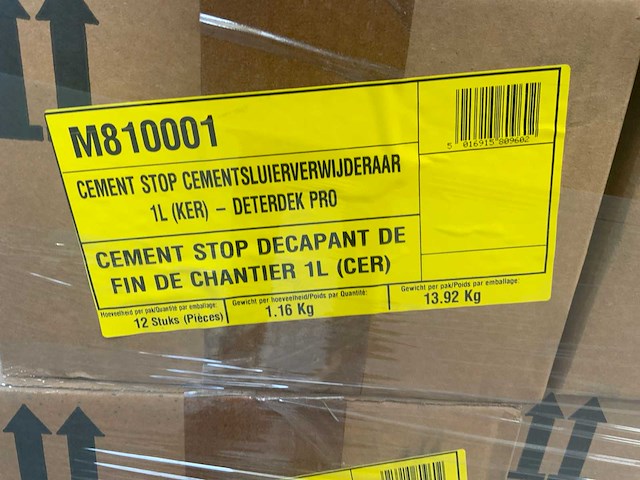 M810001
5 016915 809602
CEMENT STOP CEMENTSLUIERVERWIJDERAAR
1L (KER) – DETERDEK PRO
CEMENT STOP DECAPANT DE
FIN DE CHANTIER 1L (CER)
Hoeveelheid per pak/Quantité par emballage:
12 Stuks (Pièces)
Gewicht per hoeveelheid/Poids par Quantité:
1.16 Kg
Gewicht per pak/Poids par emballage:
13.92 Kg